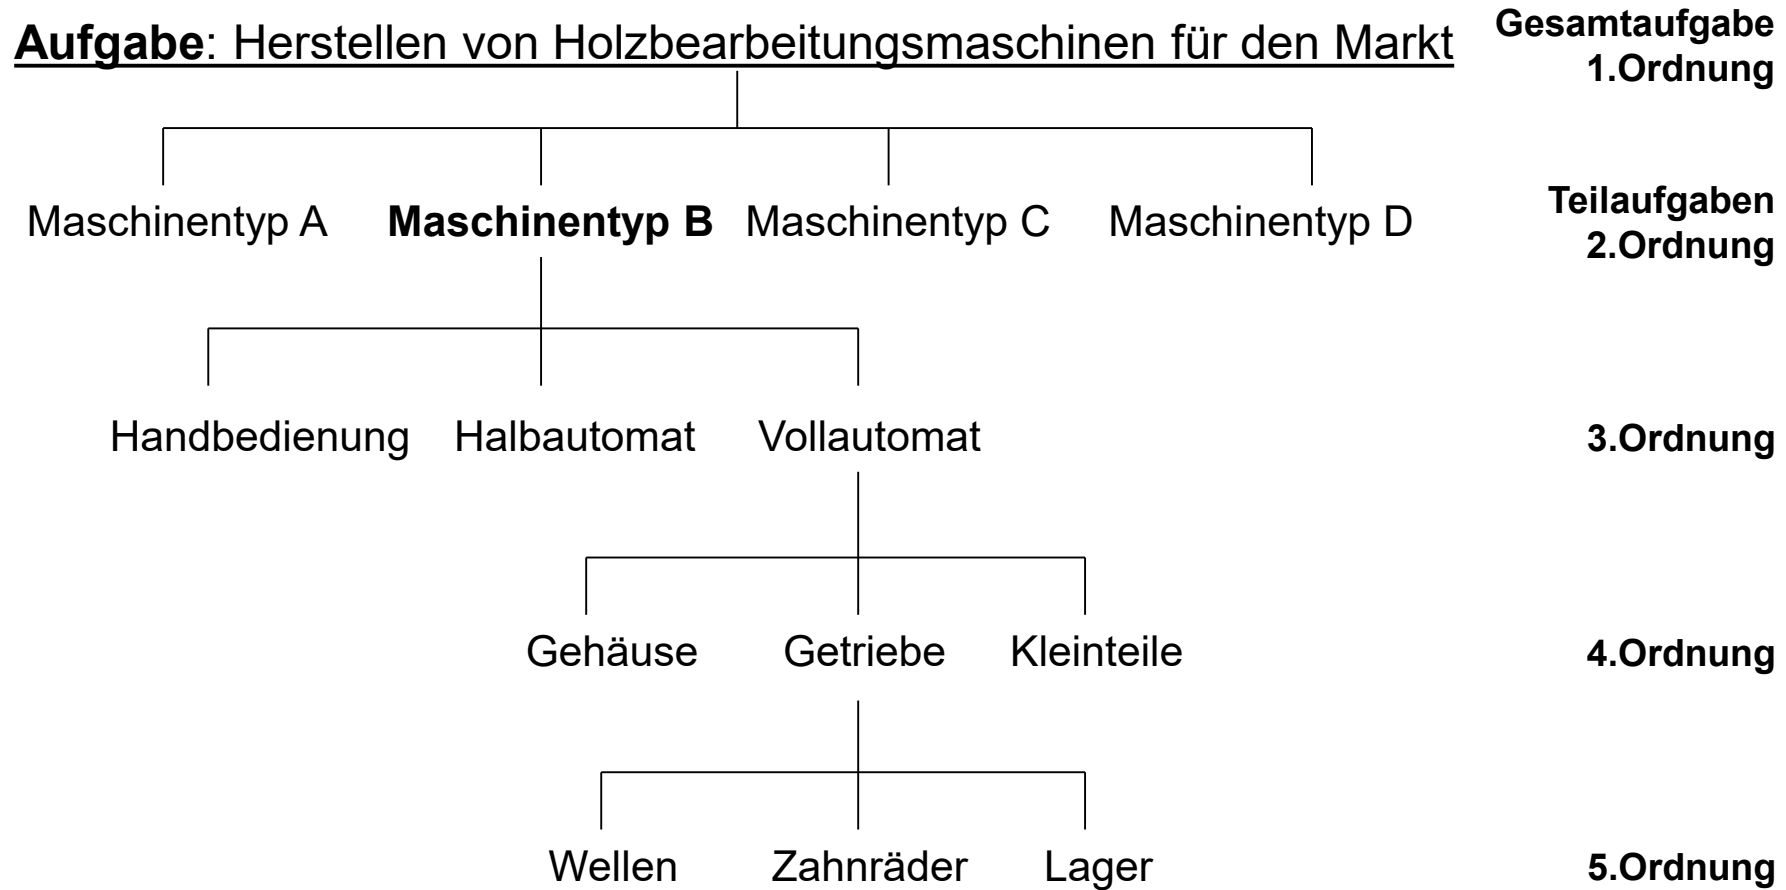 Aufgabe: Herstellen von Holzbearbeitungsmaschinen für den Markt
Gesamtaufgabe
1.Ordnung
Maschinentyp A
Maschinentyp B
Maschinentyp C
Maschinentyp D
Teilaufgaben
2.Ordnung
Handbedienung
Halbautomat
Vollautomat
3.Ordnung
Gehäuse
Getriebe
Kleinteile
4.Ordnung
Wellen
Zahnräder
Lager
5.Ordnung